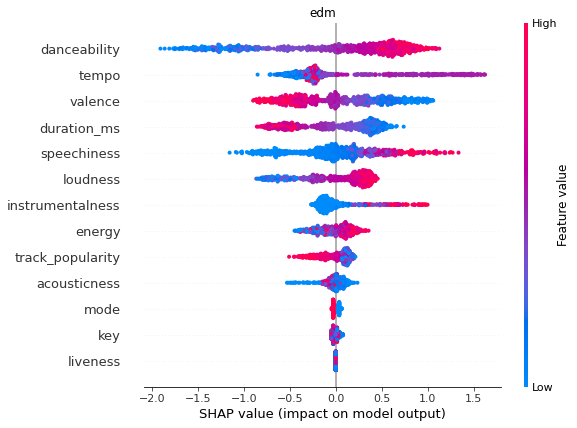 edm
High
danceability
tempo
valence
duration_ms
speechiness
loudness
instrumentalness
energy
track_popularity
acousticness
mode
key
liveness
Feature value
Low
−2.0 −1.5 −1.0 −0.5 0.0 0.5 1.0 1.5
SHAP value (impact on model output)